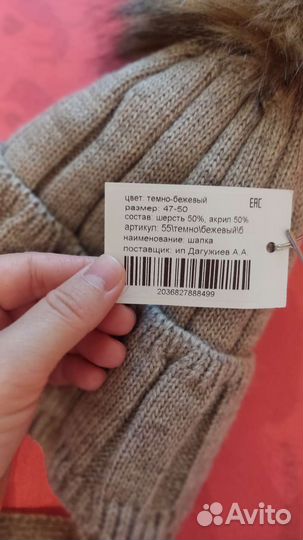 цвет: темно-бежевый
EAC
размер: 47-50
состав: шерсть 50%, акрил 50%
артикул: 55\темно\бежевый\б
наименование: шапка
поставщик: ип Дагужиев А.А
2036827888499
Avito